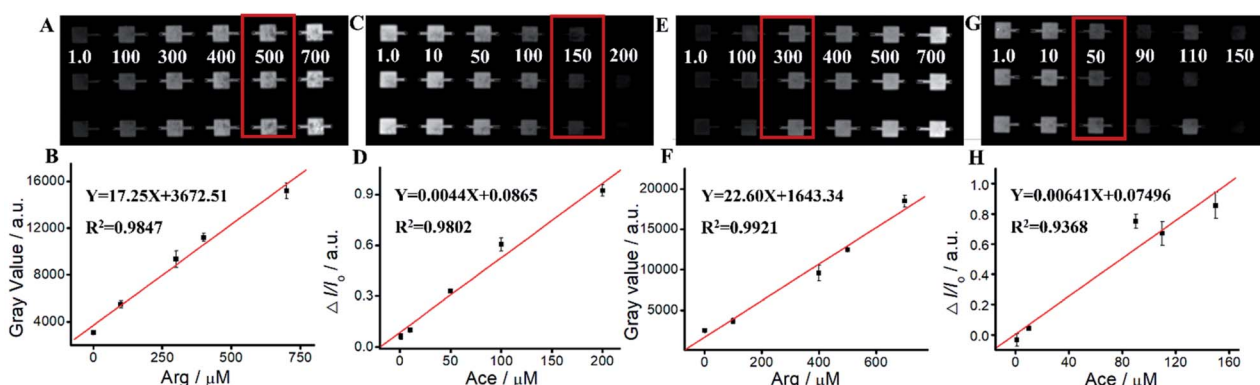 A
1.0 100 300 400 500 700
C
1.0 10 50 100 150 200
E
1.0 100 300 400 500 700
G
1.0 10 50 90 110 150
B
Gray Value / a.u.
16000
12000
8000
4000
Y=17.25X+3672.51
R²=0.9847
0 250 500 750
Arg / μM
D
△ I/Iₒ / a.u.
0.9
0.6
0.3
0.0
Y=0.0044X+0.0865
R²=0.9802
0 50 100 150 200
Ace / μM
F
Gray value / a.u.
20000
15000
10000
5000
Y=22.60X+1643.34
R²=0.9921
0 200 400 600
Arg / μM
H
△ I/Iₒ / a.u.
1.0
0.8
0.6
0.4
0.2
0.0
Y=0.00641X+0.07496
R²=0.9368
0 40 80 120 160
Ace / μM